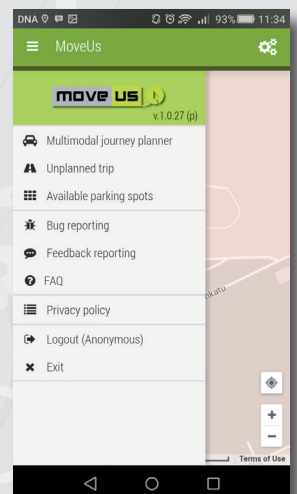 DNA 93% 11:34
MoveUs
move us
v.1.0.27 (p)
Multimodal journey planner
Unplanned trip
Available parking spots
Bug reporting
Feedback reporting
FAQ
Privacy policy
Logout (Anonymous)
Exit
nkatu
Terms of Use